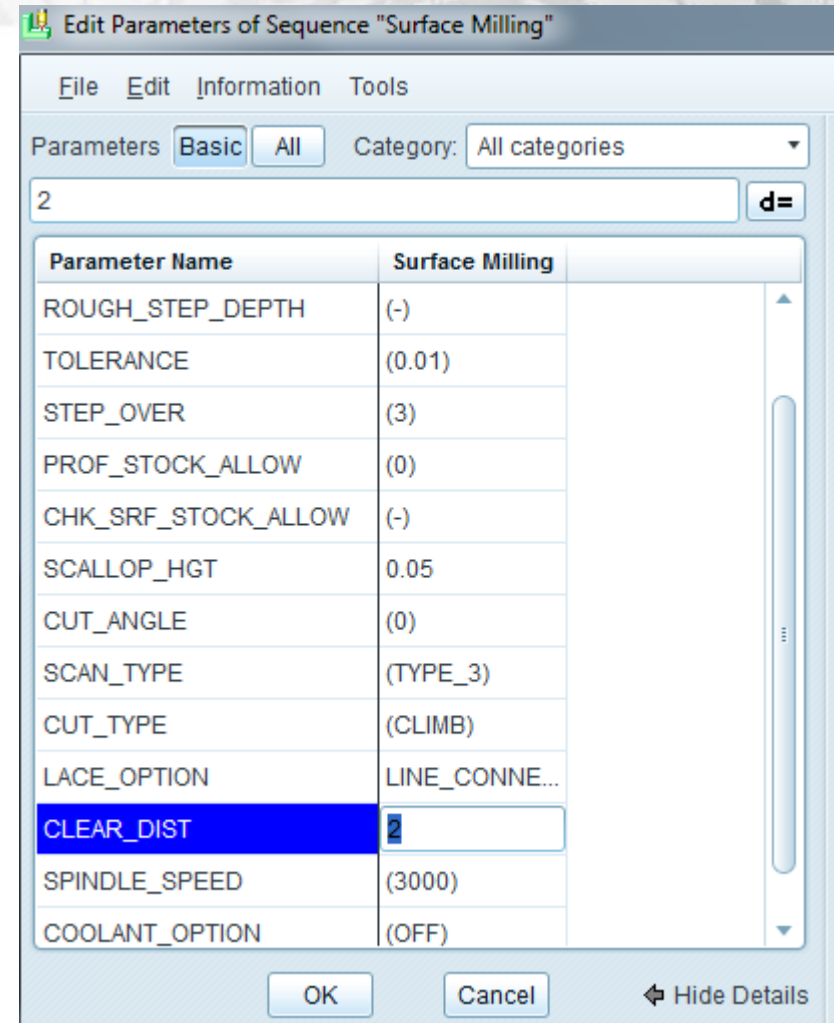 Edit Parameters of Sequence "Surface Milling"
File Edit Information Tools
Parameters Basic All Category: All categories
2 d=
Parameter Name Surface Milling
ROUGH_STEP_DEPTH (-)
TOLERANCE (0.01)
STEP_OVER (3)
PROF_STOCK_ALLOW (0)
CHK_SRF_STOCK_ALLOW (-)
SCALLOP_HGT 0.05
CUT_ANGLE (0)
SCAN_TYPE (TYPE_3)
CUT_TYPE (CLIMB)
LACE_OPTION LINE_CONNE...
CLEAR_DIST 2
SPINDLE_SPEED (3000)
COOLANT_OPTION (OFF)
OK Cancel Hide Details